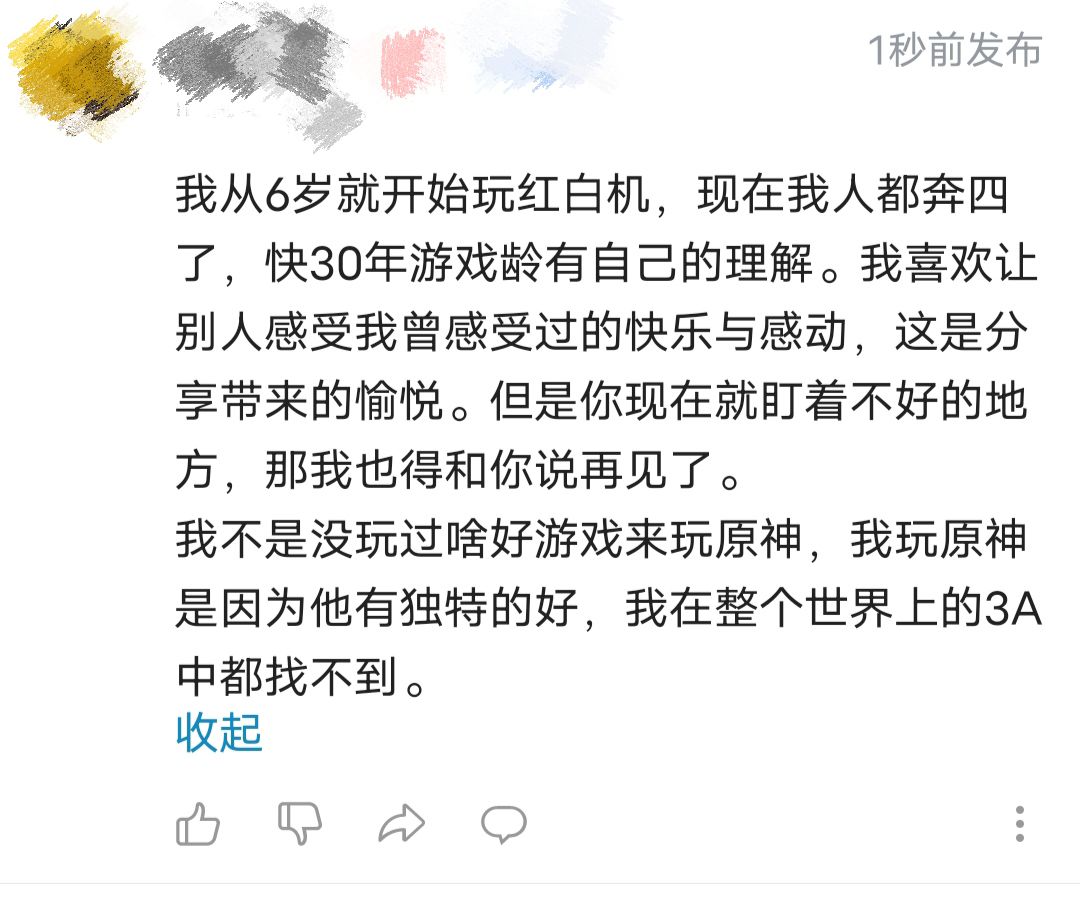 1秒前发布
我从6岁就开始玩红白机，现在我人都奔四
了，快30年游戏龄有自己的理解。我喜欢让
别人感受我曾感受过的快乐与感动，这是分
享带来的愉悦。但是你现在就盯着不好的地
方，那我也得和你说再见了。
我不是没玩过啥好游戏来玩原神，我玩原神
是因为他有独特的好，我在整个世界上的3A
中都找不到。
收起